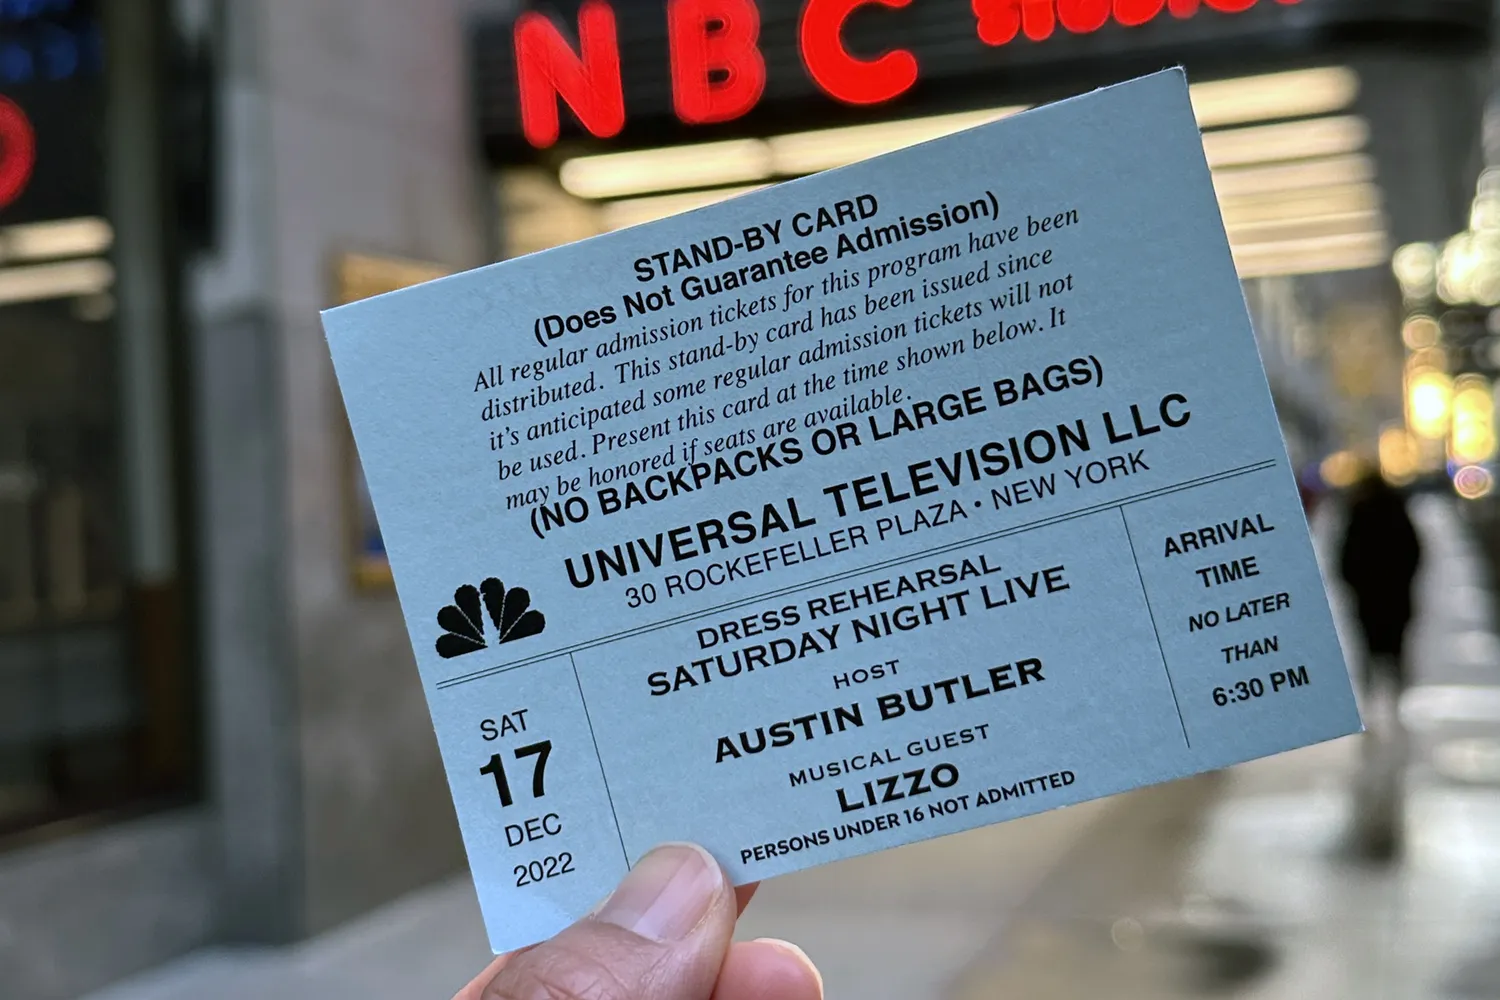 NBC STUDIOS
STAND-BY CARD
(Does Not Guarantee Admission)
All regular admission tickets for this program have been
distributed. This stand-by card has been issued since
it's anticipated some regular admission tickets will not
be used. Present this card at the time shown below. It
may be honored if seats are available.
(NO BACKPACKS OR LARGE BAGS)
UNIVERSAL TELEVISION LLC
30 ROCKEFELLER PLAZA • NEW YORK
SAT
17
DEC
2022
DRESS REHEARSAL
SATURDAY NIGHT LIVE
HOST
AUSTIN BUTLER
MUSICAL GUEST
LIZZO
PERSONS UNDER 16 NOT ADMITTED
ARRIVAL
TIME
NO LATER
THAN
6:30 PM